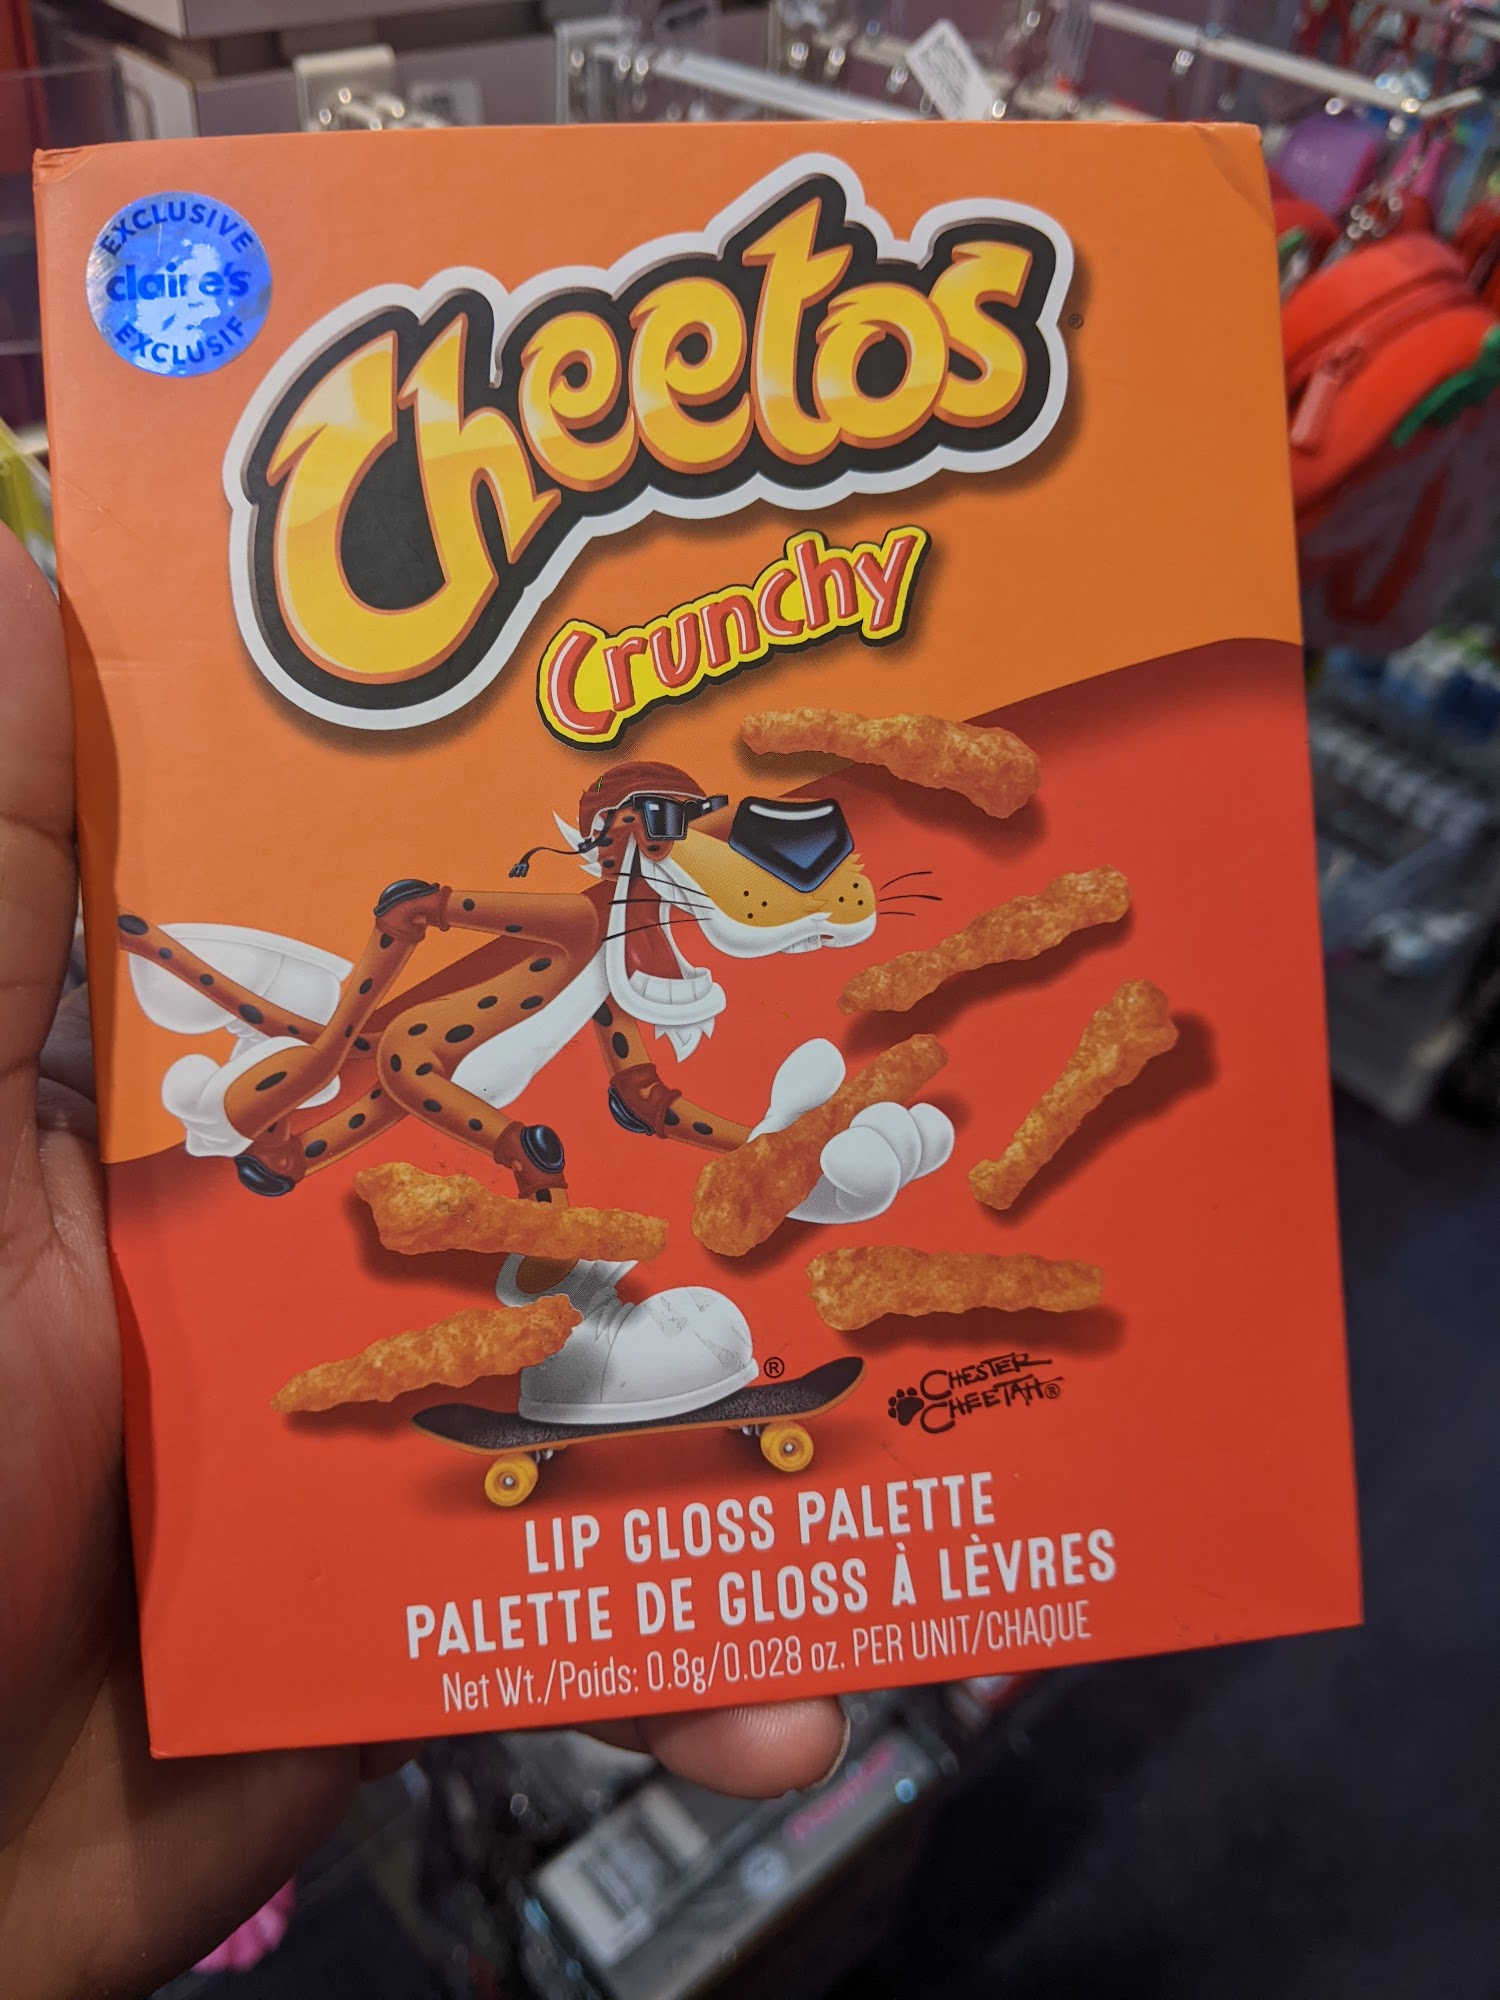 EXCLUSIVE
claire's
EXCLUSIF
Cheetos®
Crunchy
®
CHESTER
CHEETAH®
LIP GLOSS PALETTE
PALETTE DE GLOSS À LÈVRES
Net Wt./Poids: 0.8g/0.028 oz. PER UNIT/CHAQUE